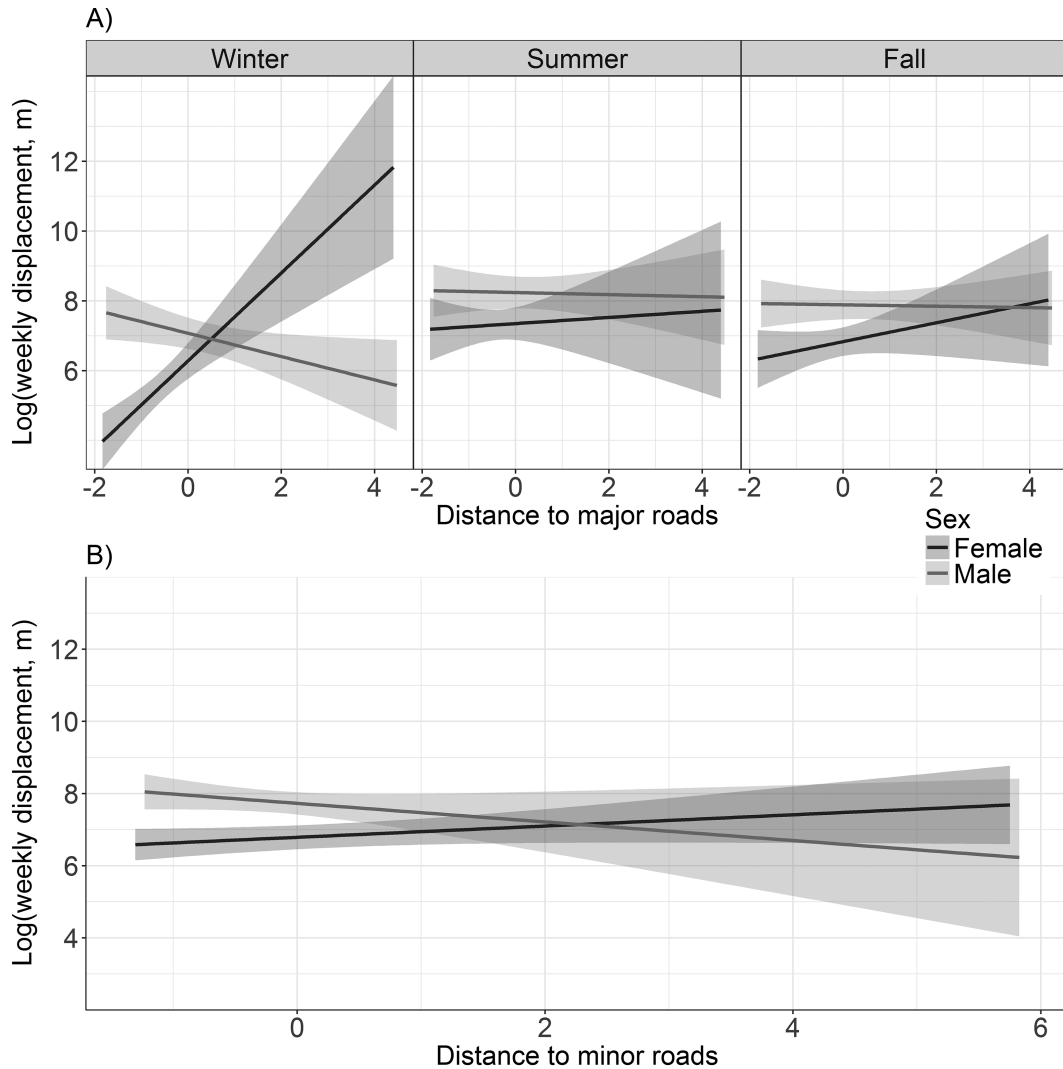 A)
Winter Summer Fall
Log(weekly displacement, m)
12
10
8
6
-2 0 2 4 -2 0 2 4 -2 0 2 4
Distance to major roads
Sex
Female
Male
B)
Log(weekly displacement, m)
12
10
8
6
4
0 2 4 6
Distance to minor roads